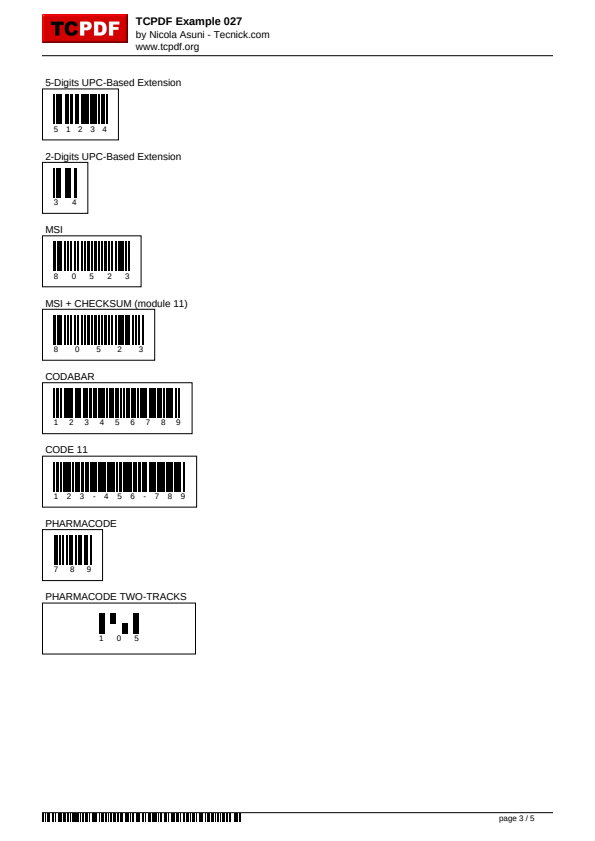 TCPDF
TCPDF Example 027
by Nicola Asuni - Tecnick.com
www.tcpdf.org
5-Digits UPC-Based Extension
5 1 2 3 4
2-Digits UPC-Based Extension
3 4
MSI
8 0 5 2 3
MSI + CHECKSUM (module 11)
8 0 5 2 3
CODABAR
1 2 3 4 5 6 7 8 9
CODE 11
1 2 3 - 4 5 6 - 7 8 9
PHARMACODE
7 8 9
PHARMACODE TWO-TRACKS
1 0 5
page 3 / 5